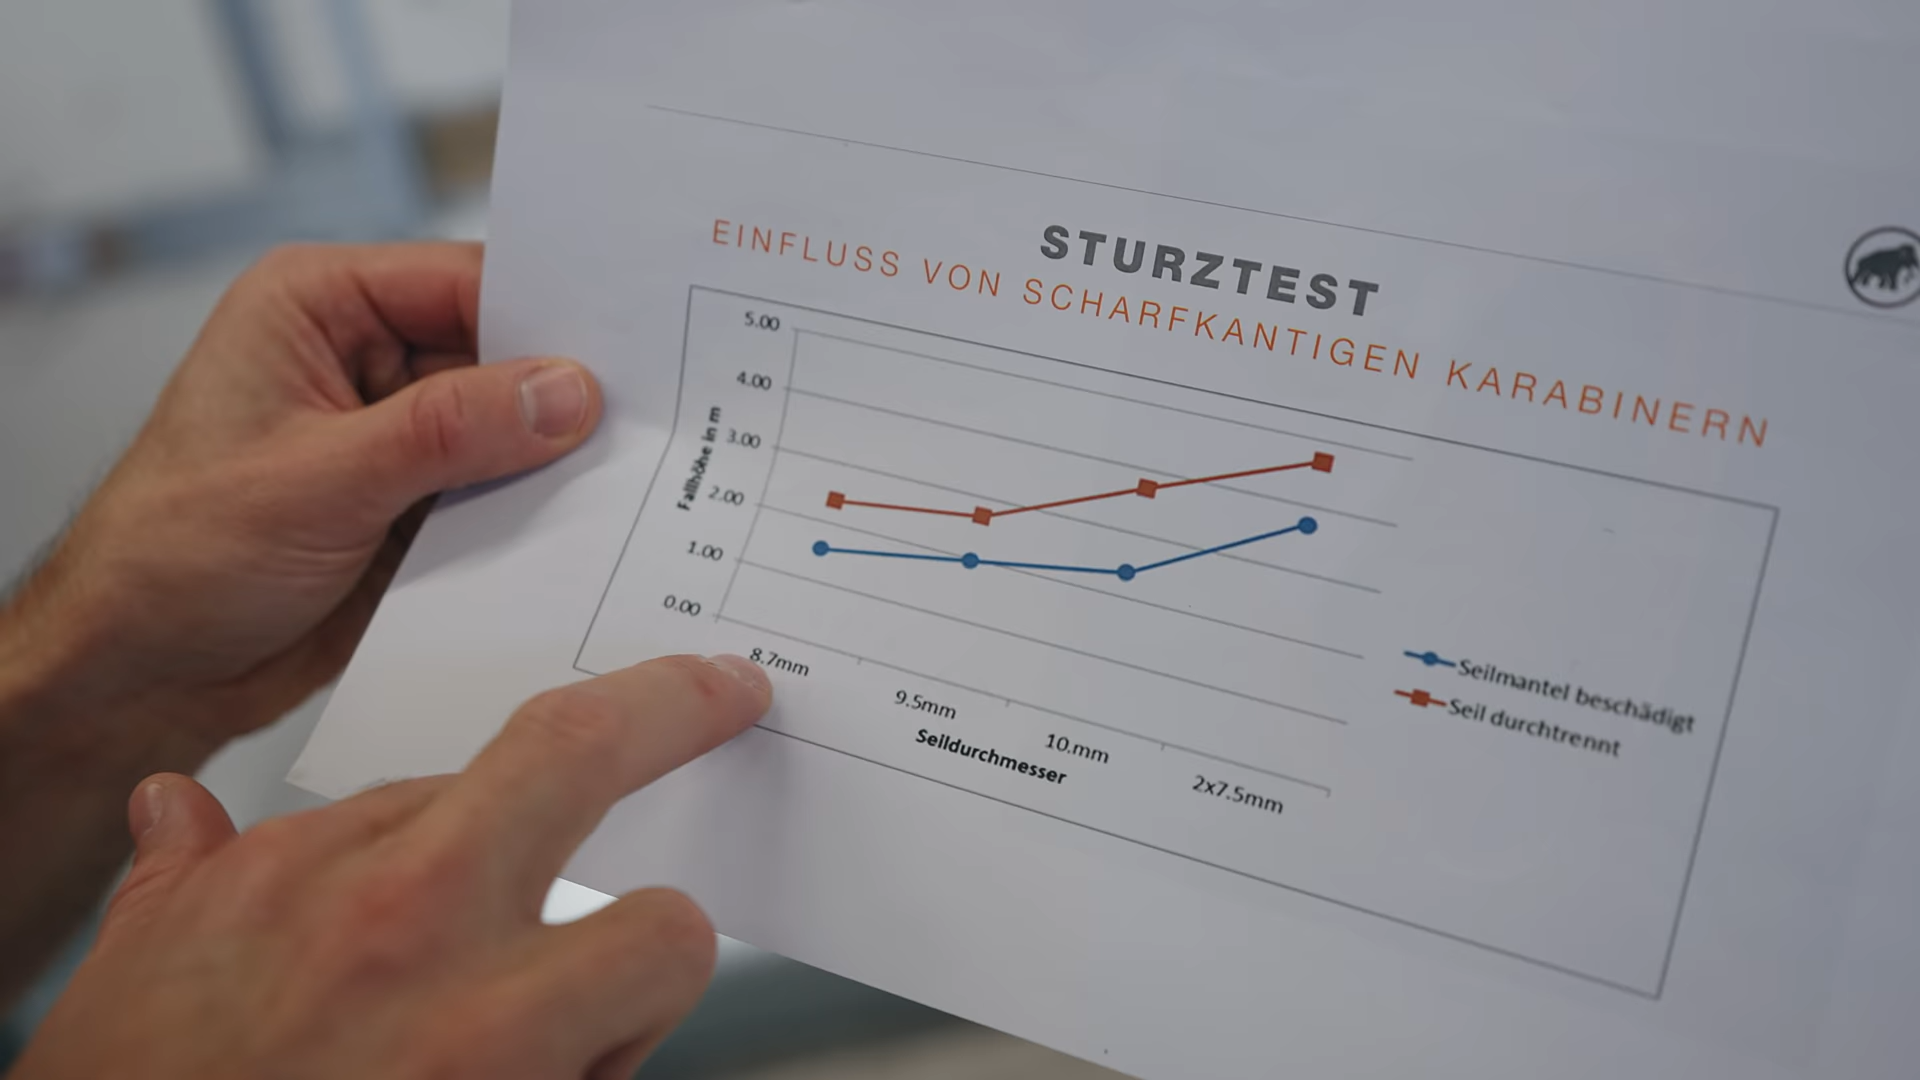 STURZTEST
EINFLUSS VON SCHARFKANTIGEN KARABINERN
5.00
4.00
3.00
2.00
1.00
0.00
Fallhöhe in m
8.7mm
9.5mm
10.mm
2x7.5mm
Seildurchmesser
Seilmantel beschädigt
Seil durchtrennt